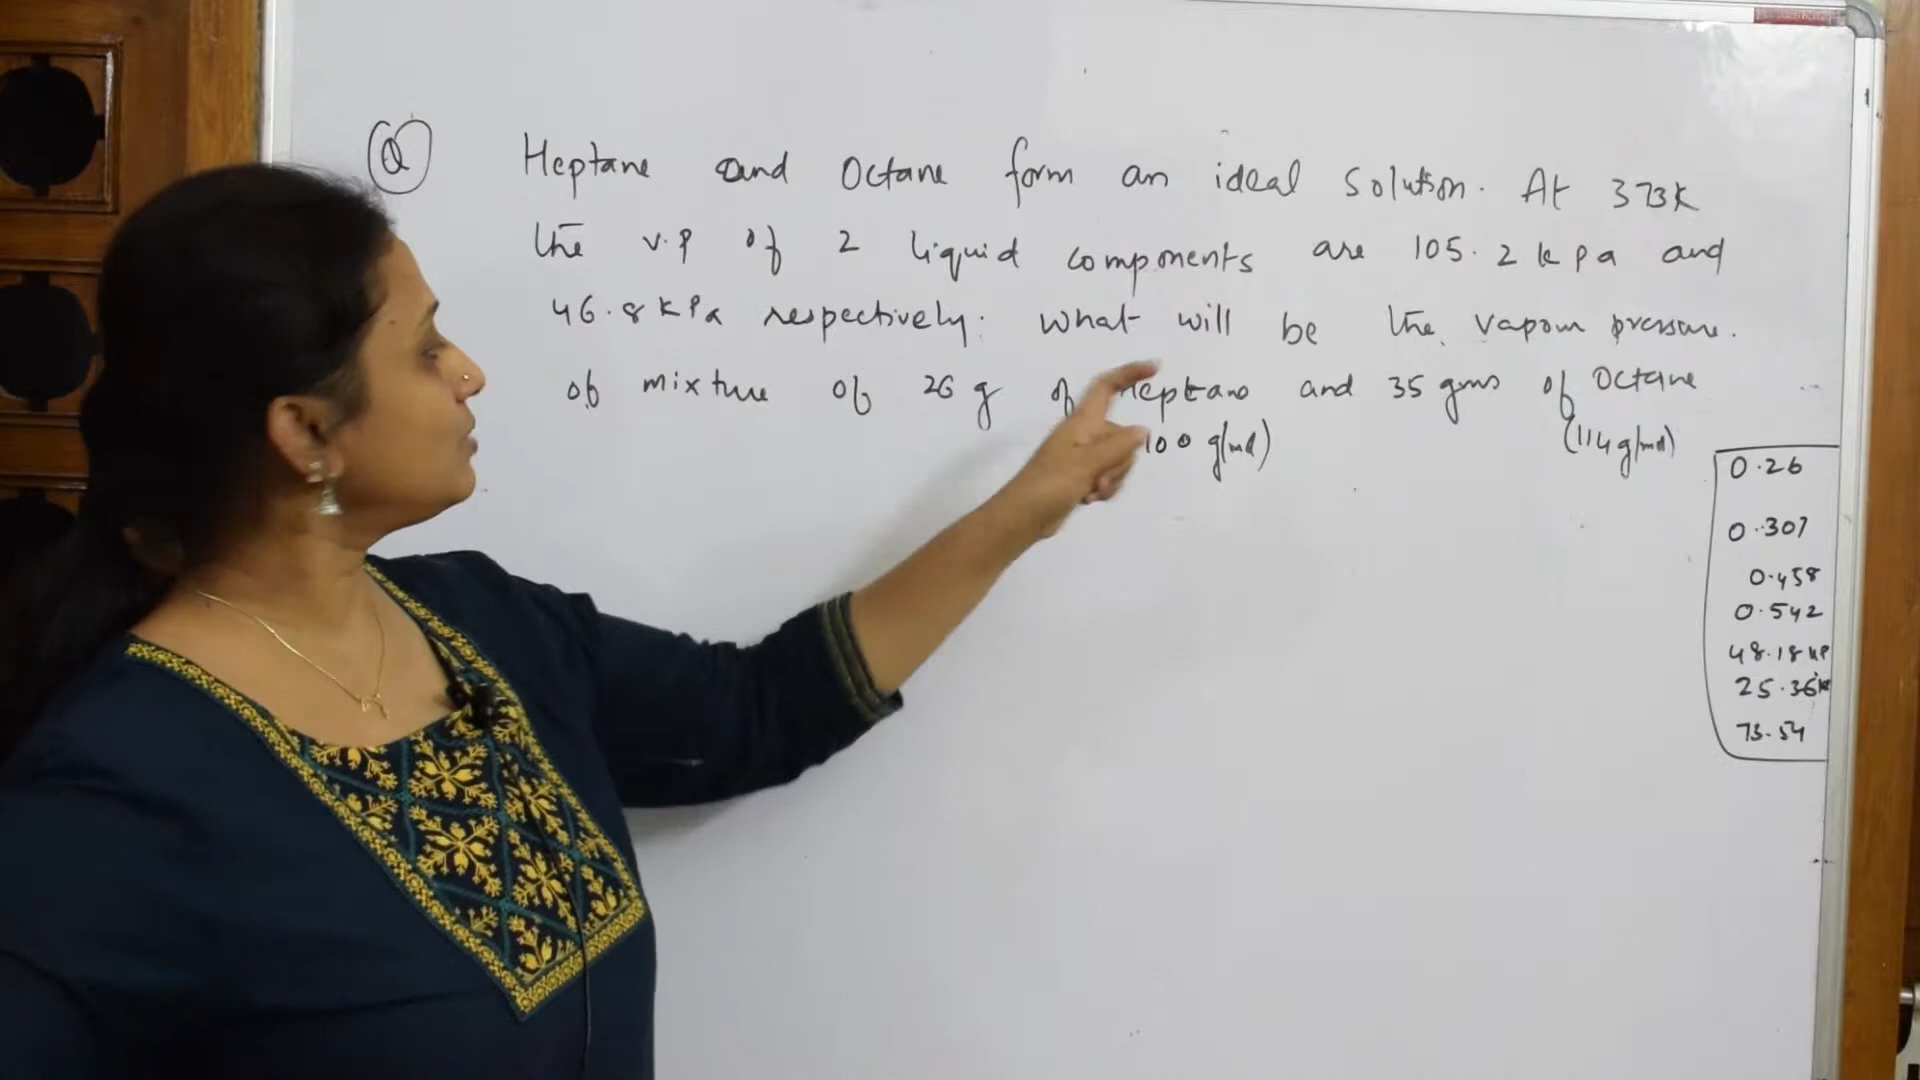 Q Heptane and Octane form an ideal solution. At 373K
the v.p of 2 liquid components are 105.2 kPa and
46.8 kPa respectively. What will be the vapour pressure.
of mixture of 26 g of Heptane and 35 gms of Octane
100 g/mol) (114 g/mol)
0.26
0.307
0.458
0.542
48.18 kP
25.36 k
73.54